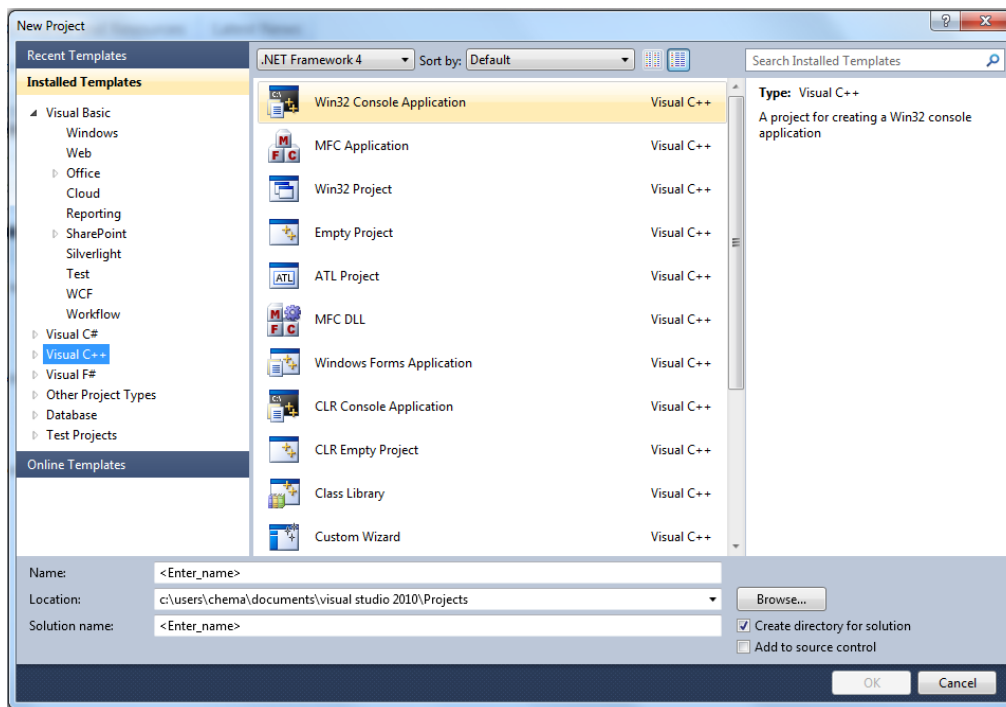 New Project
Recent Templates
.NET Framework 4 Sort by: Default
Search Installed Templates
Installed Templates
Visual Basic
Windows
Web
Office
Cloud
Reporting
SharePoint
Silverlight
Test
WCF
Workflow
Visual C#
Visual C++
Visual F#
Other Project Types
Database
Test Projects
Online Templates
Win32 Console Application Visual C++
MFC Application Visual C++
Win32 Project Visual C++
Empty Project Visual C++
ATL Project Visual C++
MFC DLL Visual C++
Windows Forms Application Visual C++
CLR Console Application Visual C++
CLR Empty Project Visual C++
Class Library Visual C++
Custom Wizard Visual C++
Type: Visual C++
A project for creating a Win32 console
application
Name: <Enter_name>
Location: c:\users\chema\documents\visual studio 2010\Projects Browse...
Solution name: <Enter_name>
Create directory for solution
Add to source control
OK Cancel